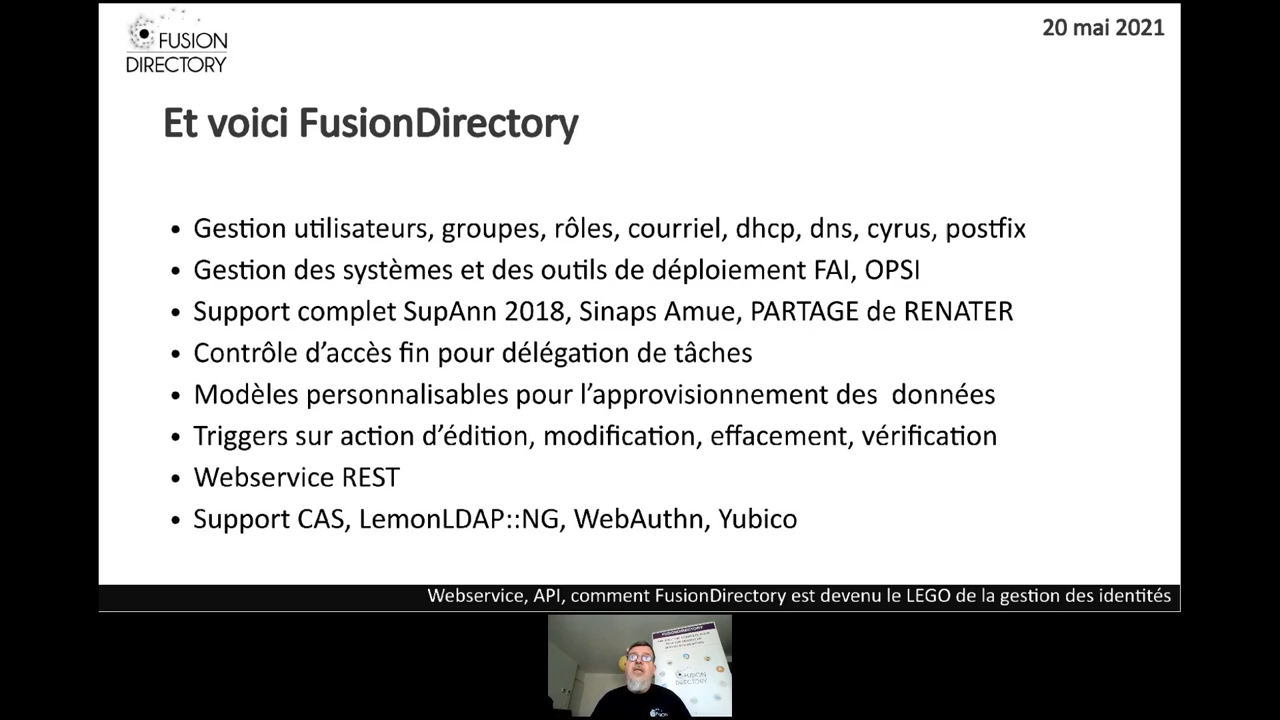 FUSION
DIRECTORY
20 mai 2021
Et voici FusionDirectory
• Gestion utilisateurs, groupes, rôles, courriel, dhcp, dns, cyrus, postfix
• Gestion des systèmes et des outils de déploiement FAI, OPSI
• Support complet SupAnn 2018, Sinaps Amue, PARTAGE de RENATER
• Contrôle d’accès fin pour délégation de tâches
• Modèles personnalisables pour l’approvisionnement des  données
• Triggers sur action d’édition, modification, effacement, vérification
• Webservice REST
• Support CAS, LemonLDAP::NG, WebAuthn, Yubico
Webservice, API, comment FusionDirectory est devenu le LEGO de la gestion des identités
FUSIONDIRECTORY
FUSION
DIRECTORY